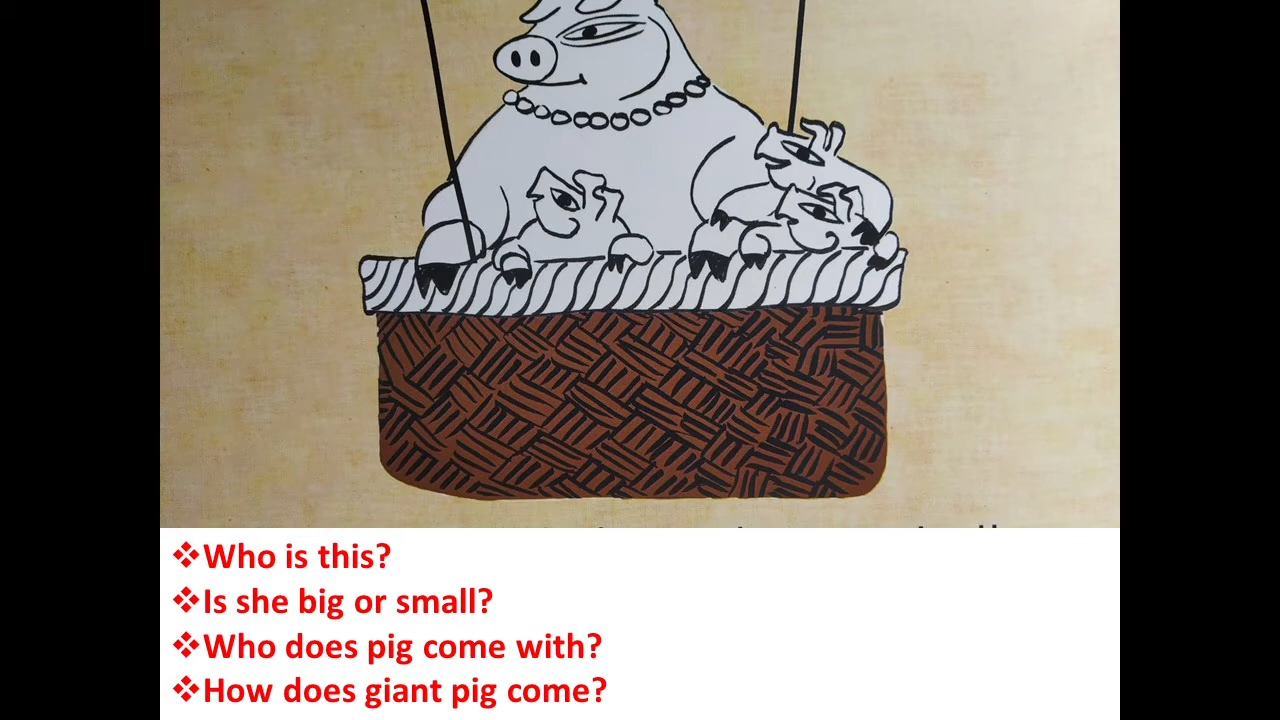 ❖Who is this?
❖Is she big or small?
❖Who does pig come with?
❖How does giant pig come?